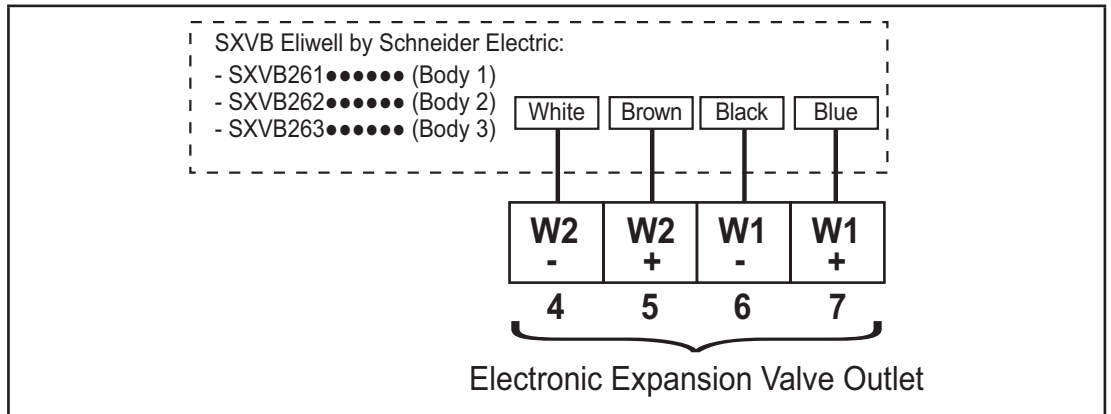 SXVB Eliwell by Schneider Electric:
- SXVB261●●●●●● (Body 1)
- SXVB262●●●●●● (Body 2)
- SXVB263●●●●●● (Body 3)
White Brown Black Blue
W2 W2 W1 W1
- + - +
4 5 6 7
Electronic Expansion Valve Outlet